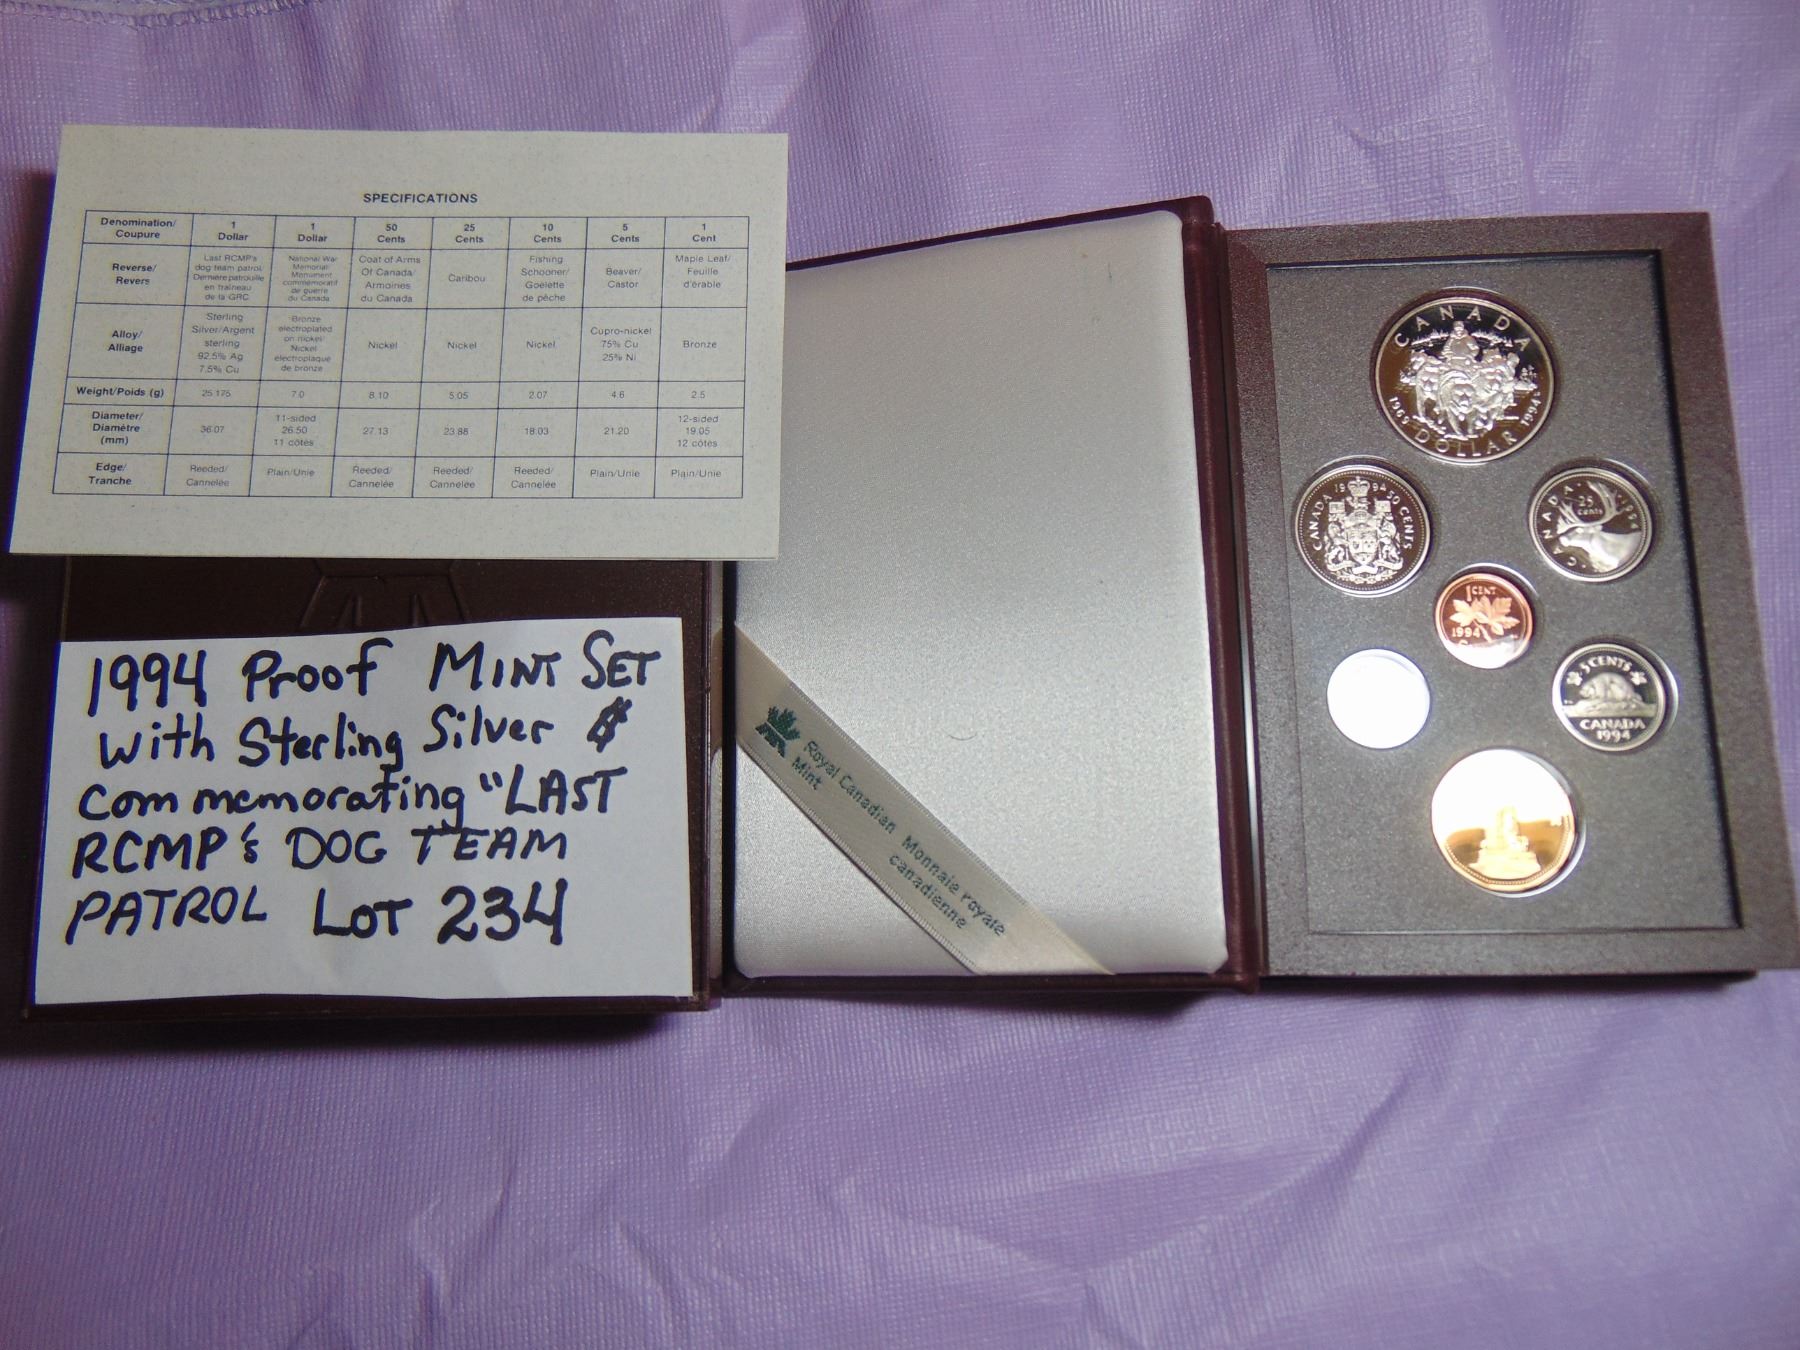 SPECIFICATIONS
Denomination/ Coupure 1 Dollar 1 Dollar 50 Cents 25 Cents 10 Cents 5 Cents 1 Cent
Reverse/ Revers Last RCMP's dog team patrol/ Dernière patrouille en traîneau de la GRC National War Memorial/ Monument commémoratif de guerre du Canada Coat of Arms Of Canada/ Armoiries du Canada Caribou Fishing Schooner/ Goélette de pêche Beaver/ Castor Maple Leaf/ Feuille d'érable
Alloy/ Alliage Sterling Silver/Argent sterling 92.5% Ag 7.5% Cu Bronze electroplated on nickel/ Nickel électroplaqué de bronze Nickel Nickel Nickel Cupro-nickel 75% Cu 25% Ni Bronze
Weight/Poids (g) 25.175 7.0 8.10 5.05 2.07 4.6 2.5
Diameter/ Diamètre (mm) 36.07 11-sided 26.50 11 côtés 27.13 23.88 18.03 21.20 12-sided 19.05 12 côtés
Edge/ Tranche Reeded/ Cannelée Plain/Unie Reeded/ Cannelée Reeded/ Cannelée Reeded/ Cannelée Plain/Unie Plain/Unie
1994 Proof MINT SET
with Sterling Silver $
commemorating "LAST
RCMP's DOG TEAM
PATROL LOT 234
Royal Canadian Mint
Monnaie royale canadienne
CANADA
1969 DOLLAR 1994
CANADA 1994 50 CENTS
CANADA 25 cents 1994
1 CENT
1994
5 CENTS
CANADA
1994